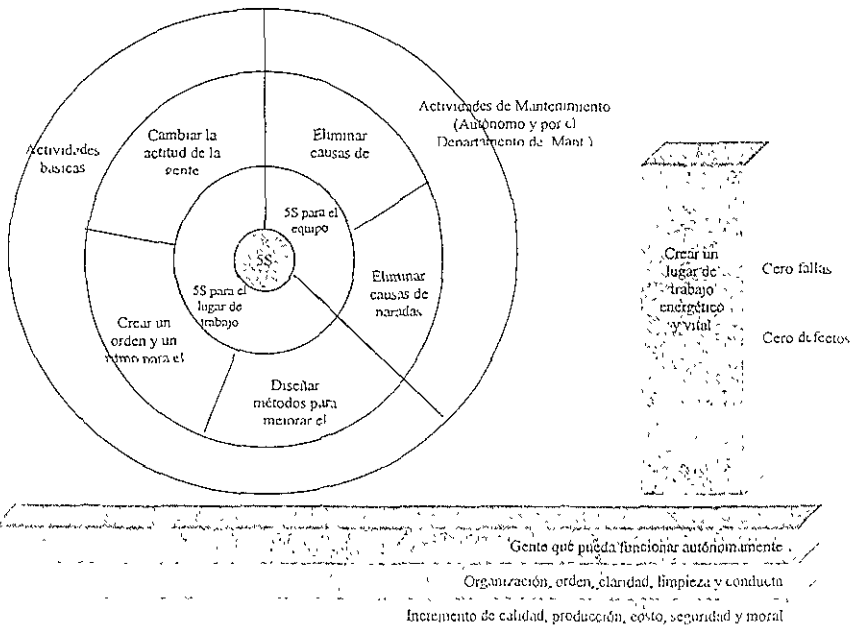 Actividades
básicas
Cambiar la
actitud de la
gente
Eliminar
causas de
Actividades de Mantenimiento
(Autónomo y por el
Departamento de Mant.)
5S para el
equipo
5S
5S para el
lugar de
trabajo
Eliminar
causas de
paradas
Crear un
orden y un
ritmo para el
Diseñar
métodos para
mejorar el
Crear un
lugar de
trabajo
energético
y vital
Cero fallas
Cero defectos
Gente que pueda funcionar autónomamente
Organización, orden, claridad, limpieza y conducta
Incremento de calidad, producción, costo, seguridad y moral